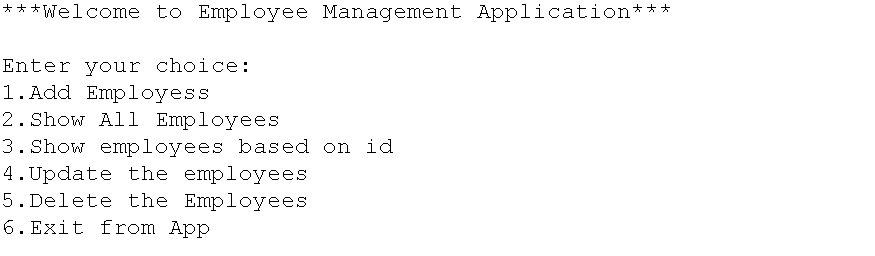 ***Welcome to Employee Management Application***
Enter your choice:
1.Add Employess
2.Show All Employees
3.Show employees based on id
4.Update the employees
5.Delete the Employees
6.Exit from App